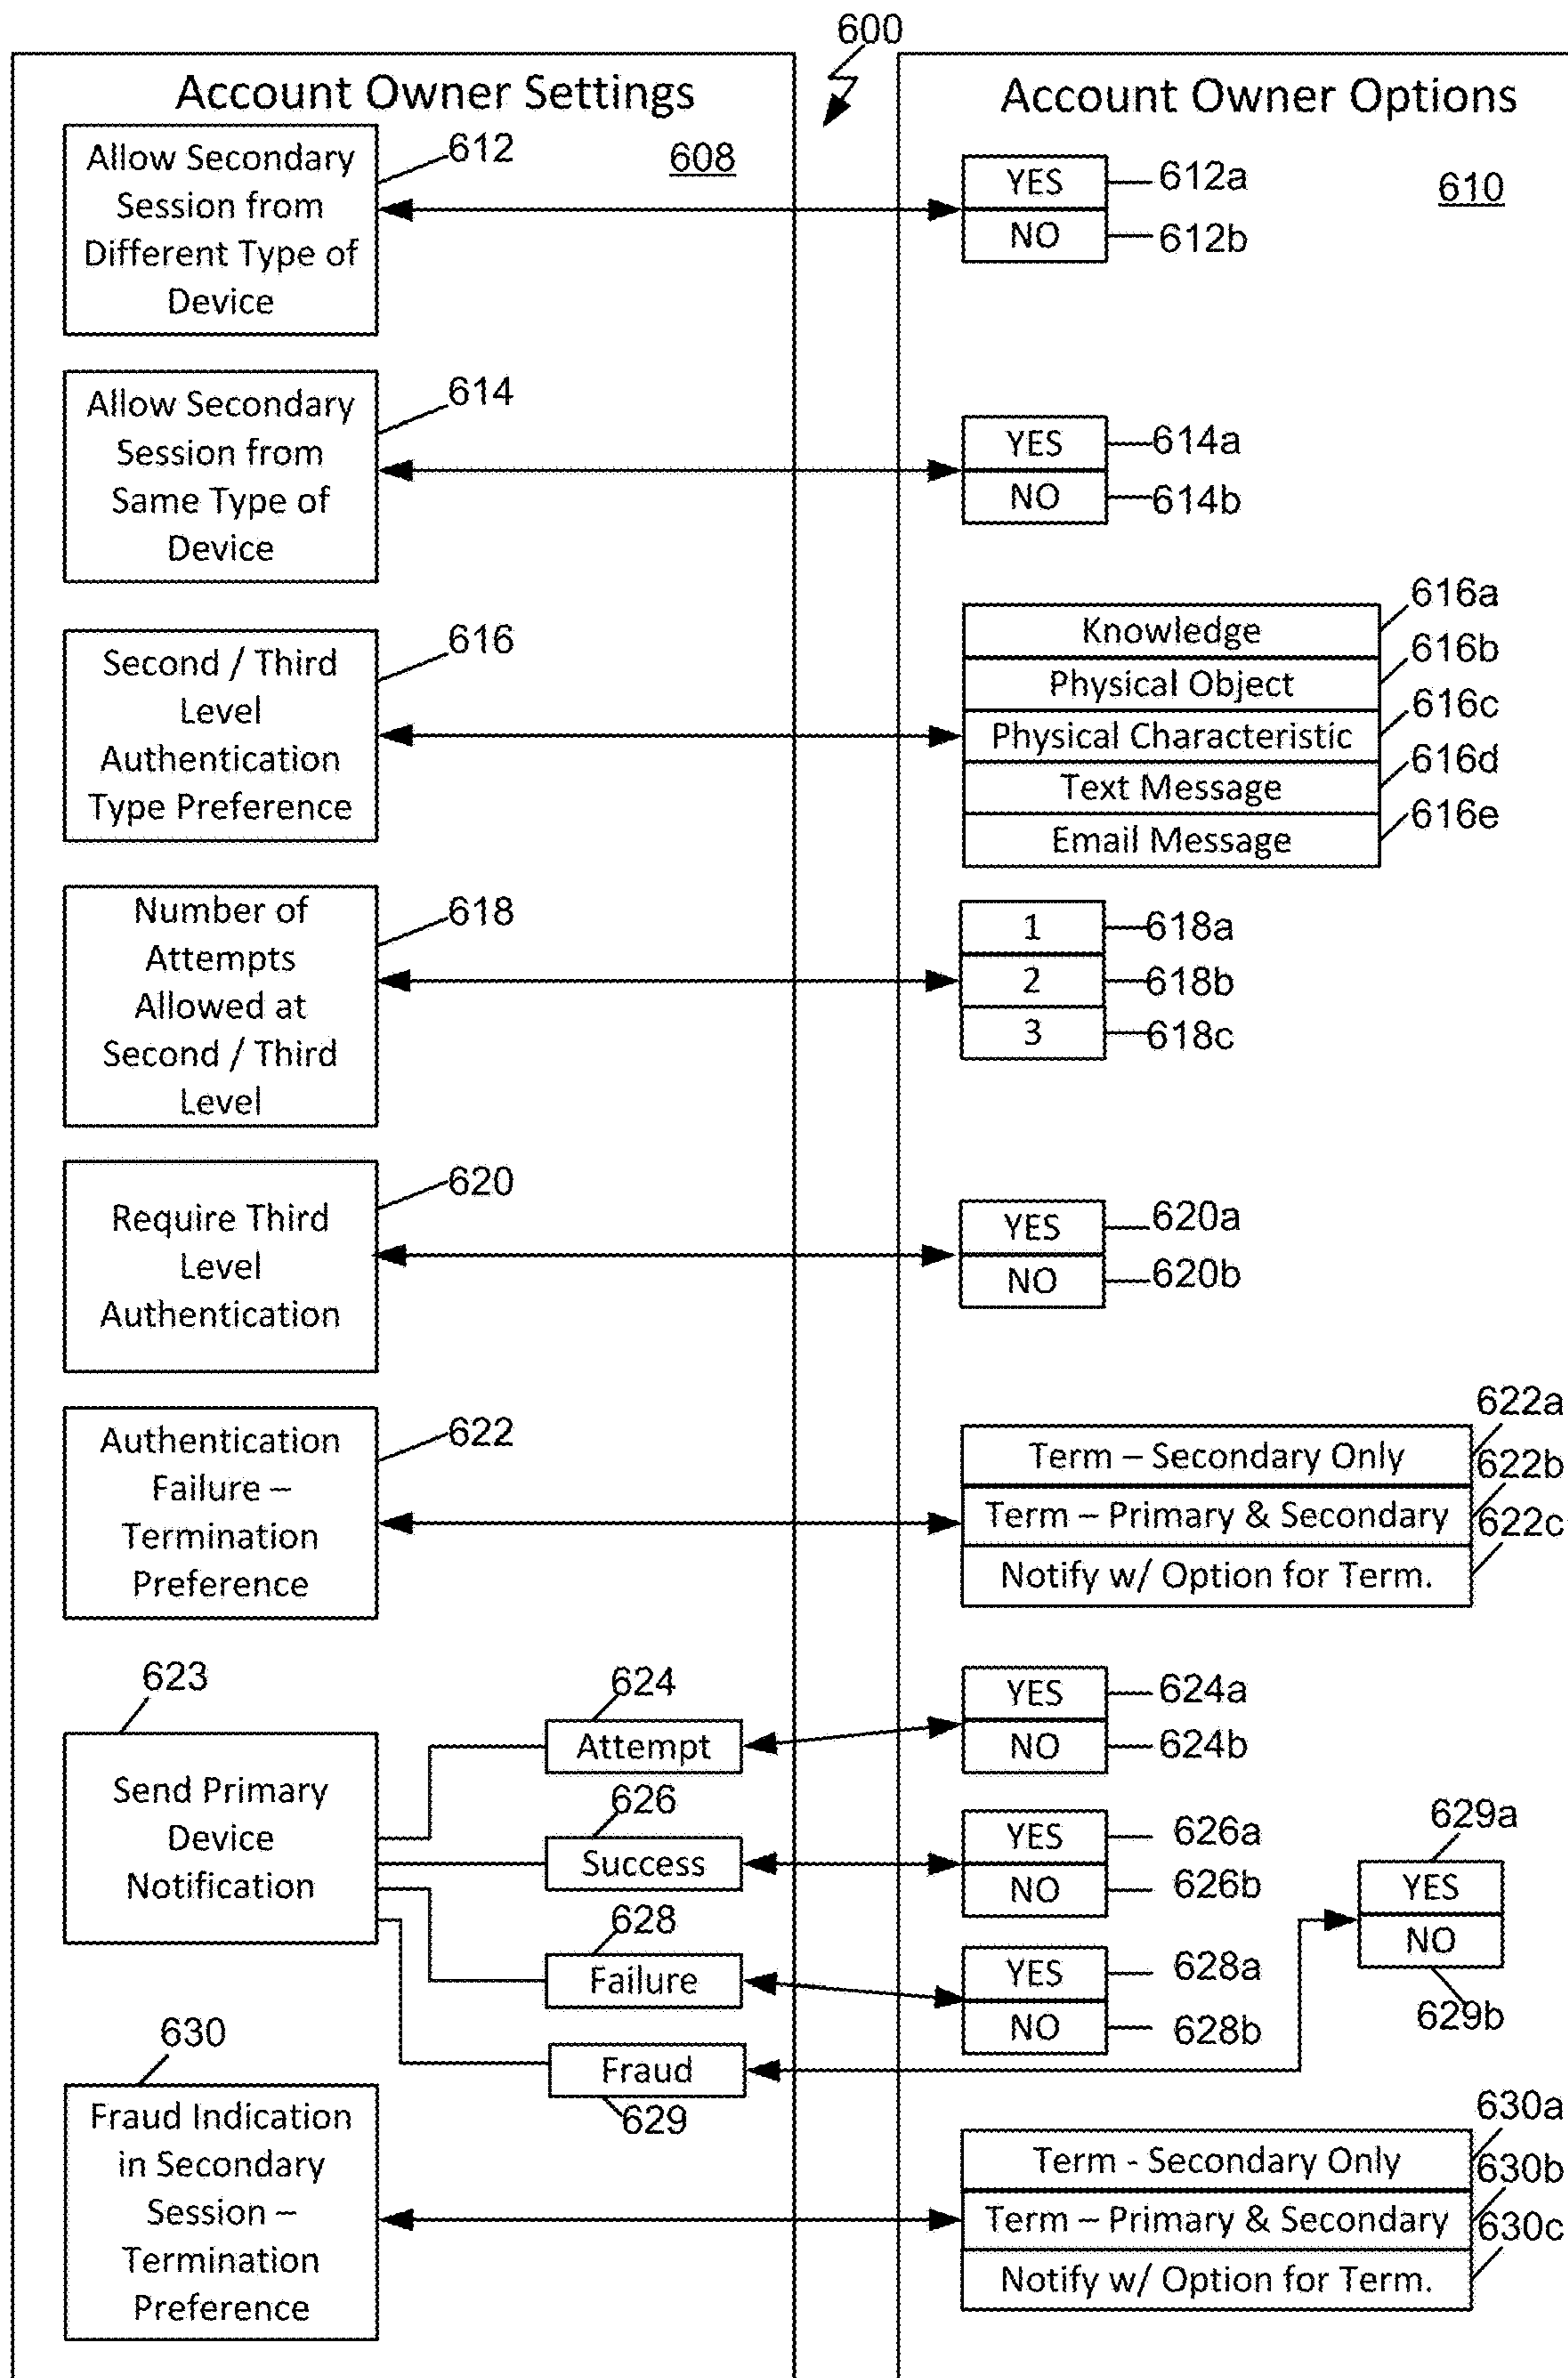 600
Account Owner Settings
608
Allow Secondary
Session from
Different Type of
Device
612
Allow Secondary
Session from
Same Type of
Device
614
Second / Third
Level
Authentication
Type Preference
616
Number of
Attempts
Allowed at
Second / Third
Level
618
Require Third
Level
Authentication
620
Authentication
Failure –
Termination
Preference
622
623
Send Primary
Device
Notification
624
Attempt
626
Success
628
Failure
Fraud
629
630
Fraud Indication
in Secondary
Session –
Termination
Preference
Account Owner Options
610
YES
612a
NO
612b
YES
614a
NO
614b
Knowledge
616a
Physical Object
616b
Physical Characteristic
616c
Text Message
616d
Email Message
616e
1
618a
2
618b
3
618c
YES
620a
NO
620b
Term – Secondary Only
622a
Term – Primary & Secondary
622b
Notify w/ Option for Term.
622c
YES
624a
NO
624b
YES
626a
NO
626b
629a
YES
NO
629b
YES
628a
NO
628b
Term - Secondary Only
630a
Term – Primary & Secondary
630b
Notify w/ Option for Term.
630c